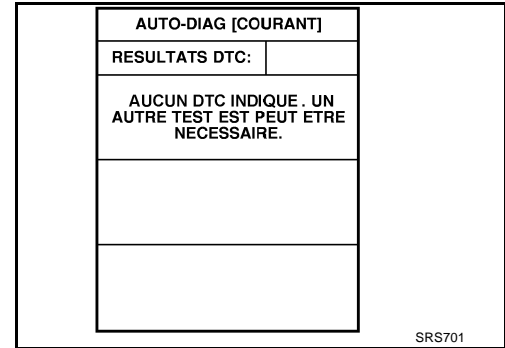 AUTO-DIAG [COURANT]
RESULTATS DTC:
AUCUN DTC INDIQUE . UN
AUTRE TEST EST PEUT ETRE
NECESSAIRE.
SRS701